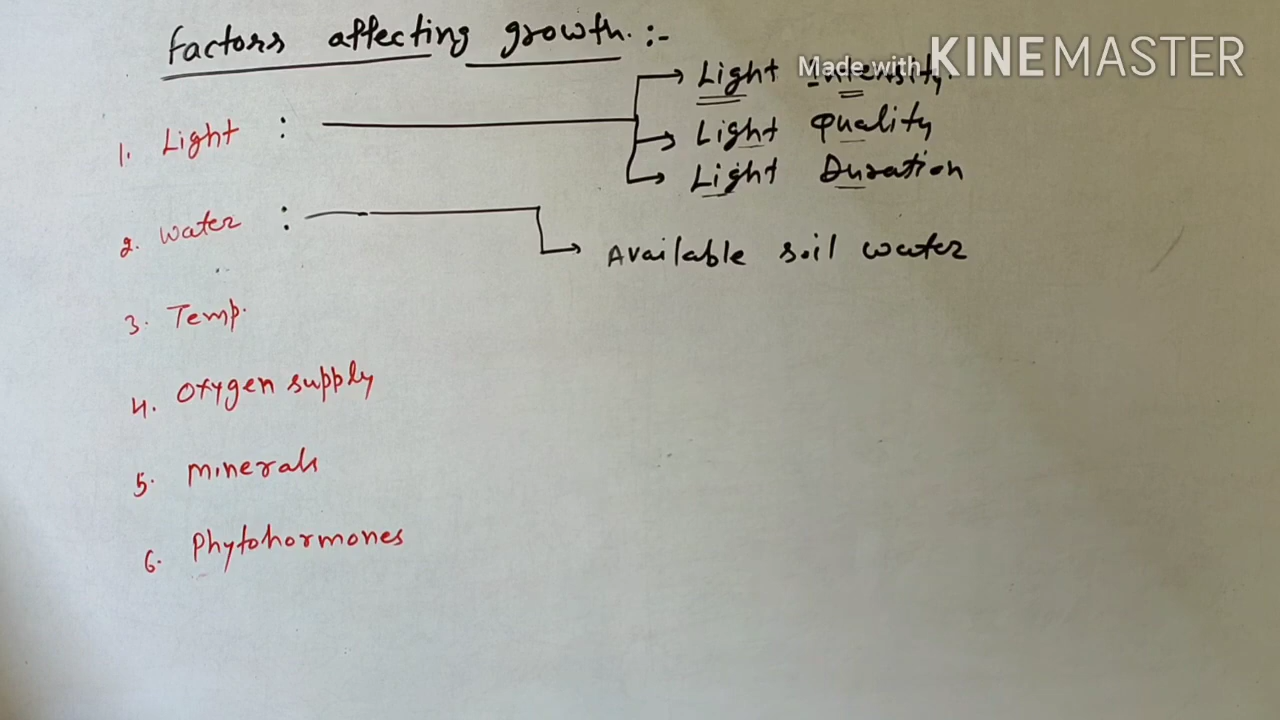 Factors affecting growth. :-
Made with KINEMASTER
1. Light : Light Intensity.
Light Quality
Light Duration
2. Water : Available soil water
3. Temp.
4. Oxygen supply
5. Minerals
6. Phytohormones